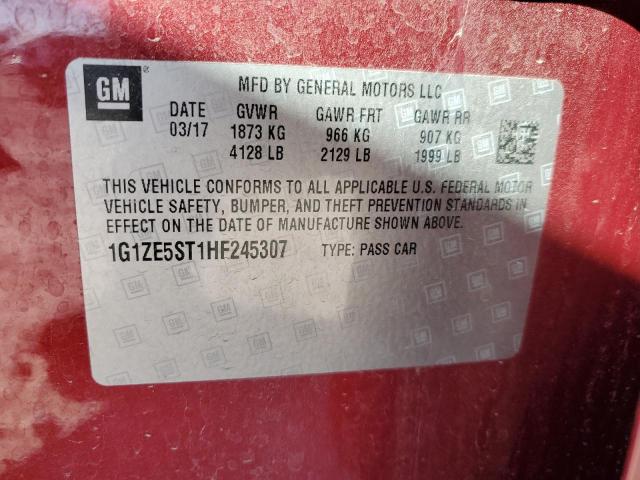 GM
MFD BY GENERAL MOTORS LLC
DATE GVWR GAWR FRT GAWR RR
03/17 1873 KG 966 KG 907 KG
4128 LB 2129 LB 1999 LB
THIS VEHICLE CONFORMS TO ALL APPLICABLE U.S. FEDERAL MOTOR
VEHICLE SAFETY, BUMPER, AND THEFT PREVENTION STANDARDS IN
EFFECT ON THE DATE OF MANUFACTURE SHOWN ABOVE.
1G1ZE5ST1HF245307 TYPE: PASS CAR